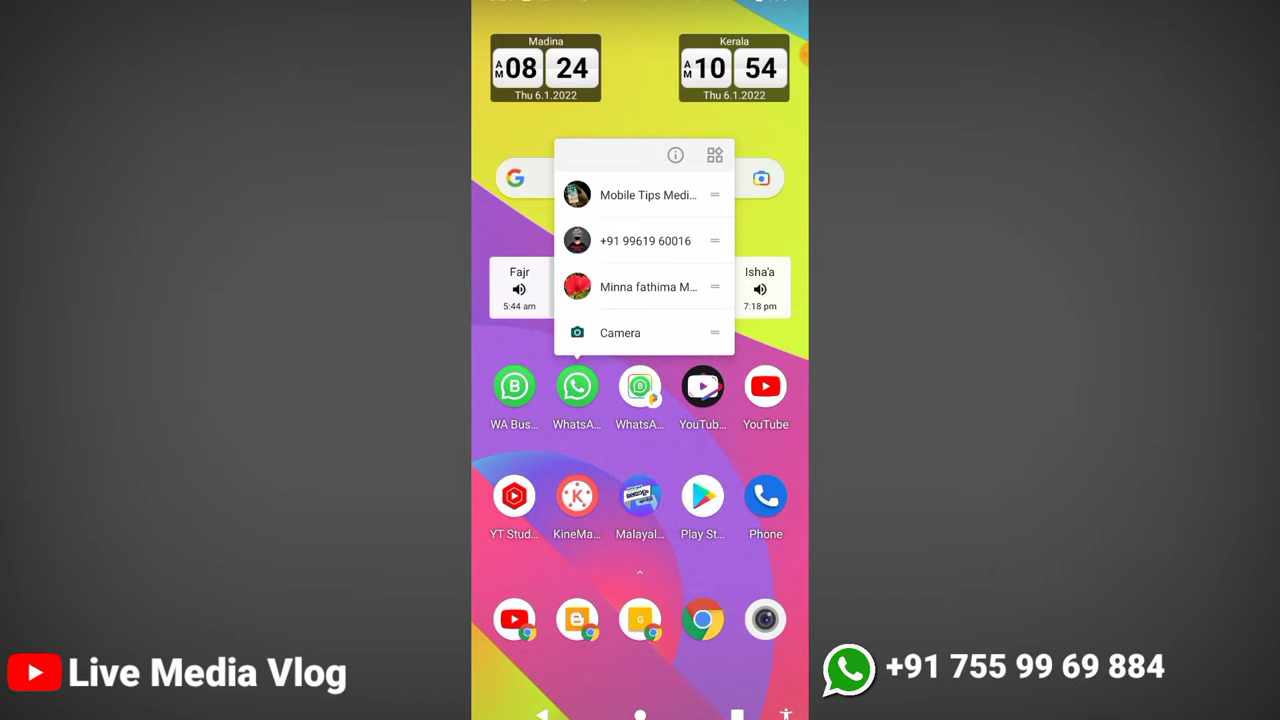 Madina
AM 08 24
Thu 6.1.2022
Kerala
AM 10 54
Thu 6.1.2022
Mobile Tips Medi...
+91 99619 60016
Minna fathima M...
Camera
Fajr
5:44 am
Isha'a
7:18 pm
WA Bus...
WhatsA...
WhatsA...
YouTub...
YouTube
YT Stud...
KineMa...
Malayal...
Play St...
Phone
Live Media Vlog
+91 755 99 69 884